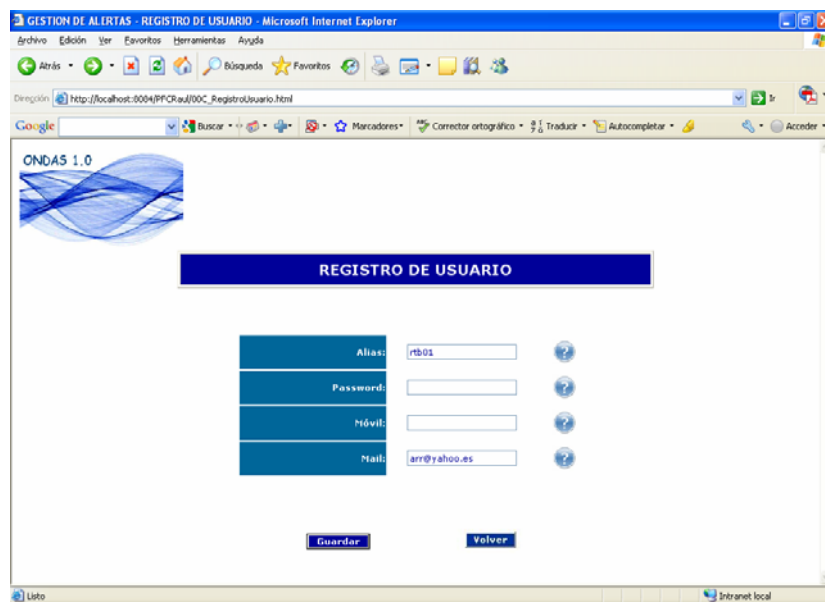 GESTION DE ALERTAS - REGISTRO DE USUARIO - Microsoft Internet Explorer
Archivo Edición Ver Favoritos Herramientas Ayuda
Atrás Búsqueda Favoritos
Dirección http://localhost:8084/PFCRaul/00C_RegistroUsuario.html Ir
Google Buscar Marcadores Corrector ortográfico Traducir Autocompletar Acceder
ONDAS 1.0
REGISTRO DE USUARIO
Alias: rtb01
Password:
Móvil:
Mail: arr@yahoo.es
Guardar Volver
Listo Intranet local